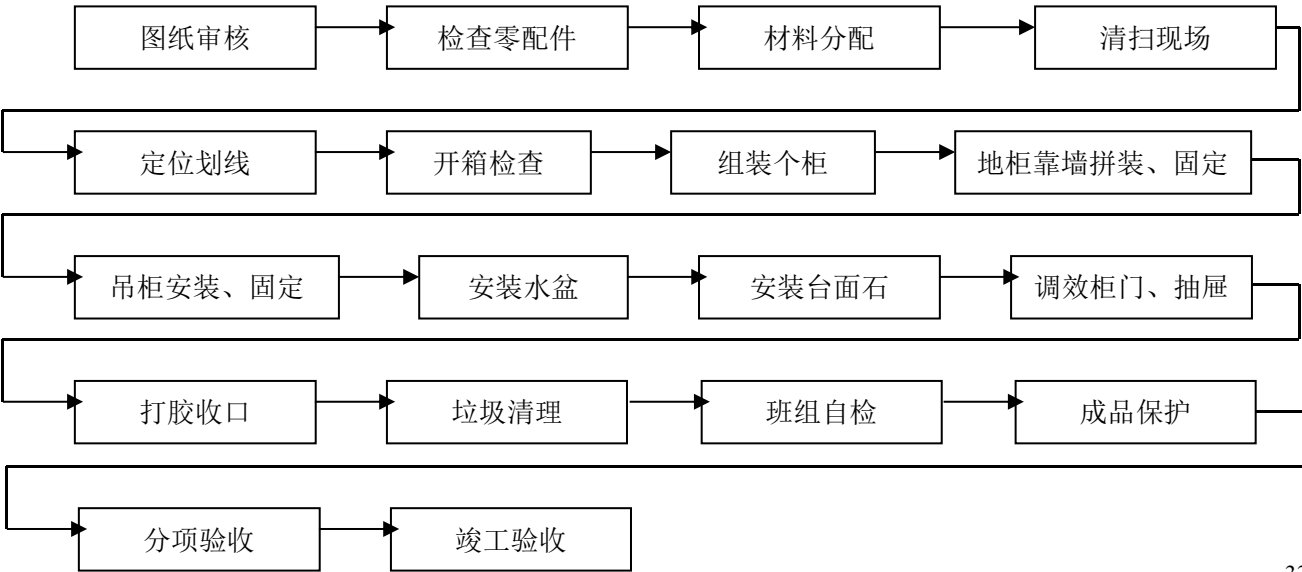 图纸审核 检查零配件 材料分配 清扫现场
定位划线 开箱检查 组装个柜 地柜靠墙拼装、固定
吊柜安装、固定 安装水盆 安装台面石 调效柜门、抽屉
打胶收口 垃圾清理 班组自检 成品保护
分项验收 竣工验收